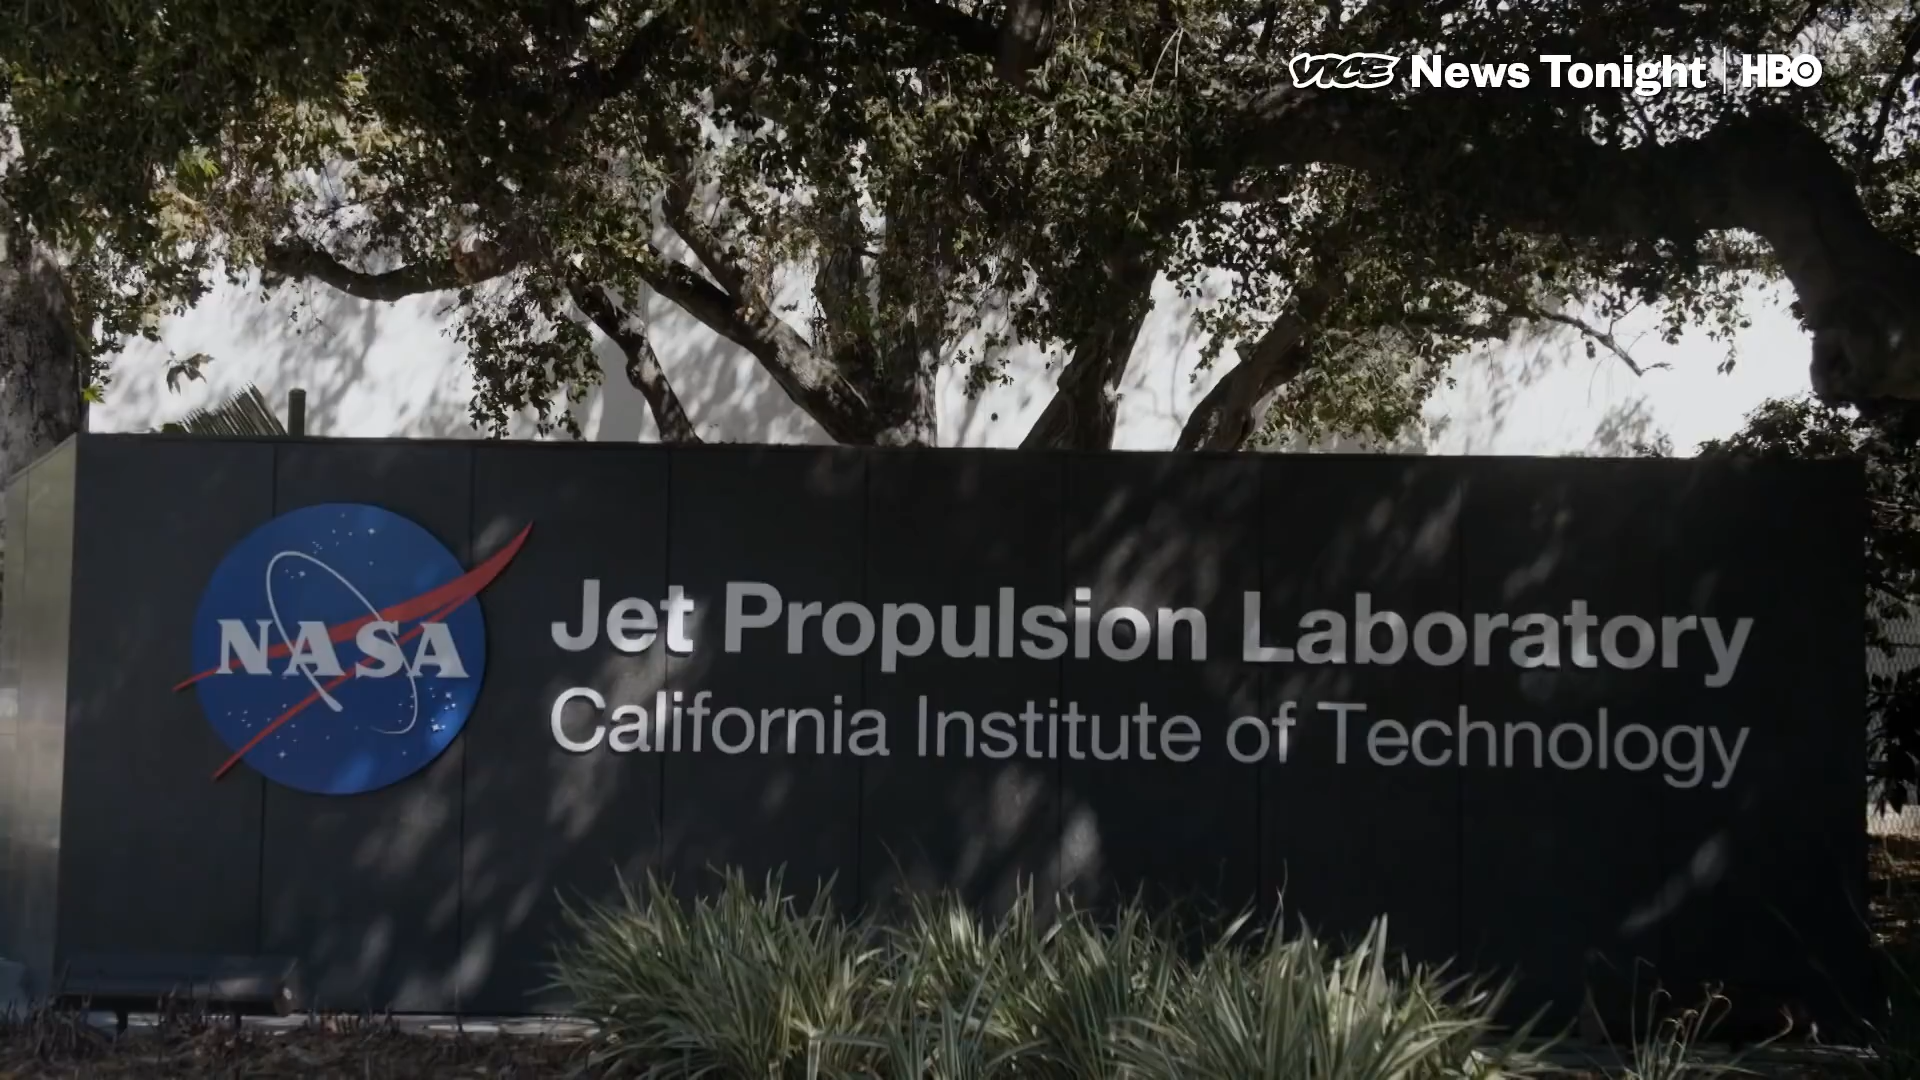 VICE News Tonight | HBO
NASA
Jet Propulsion Laboratory
California Institute of Technology